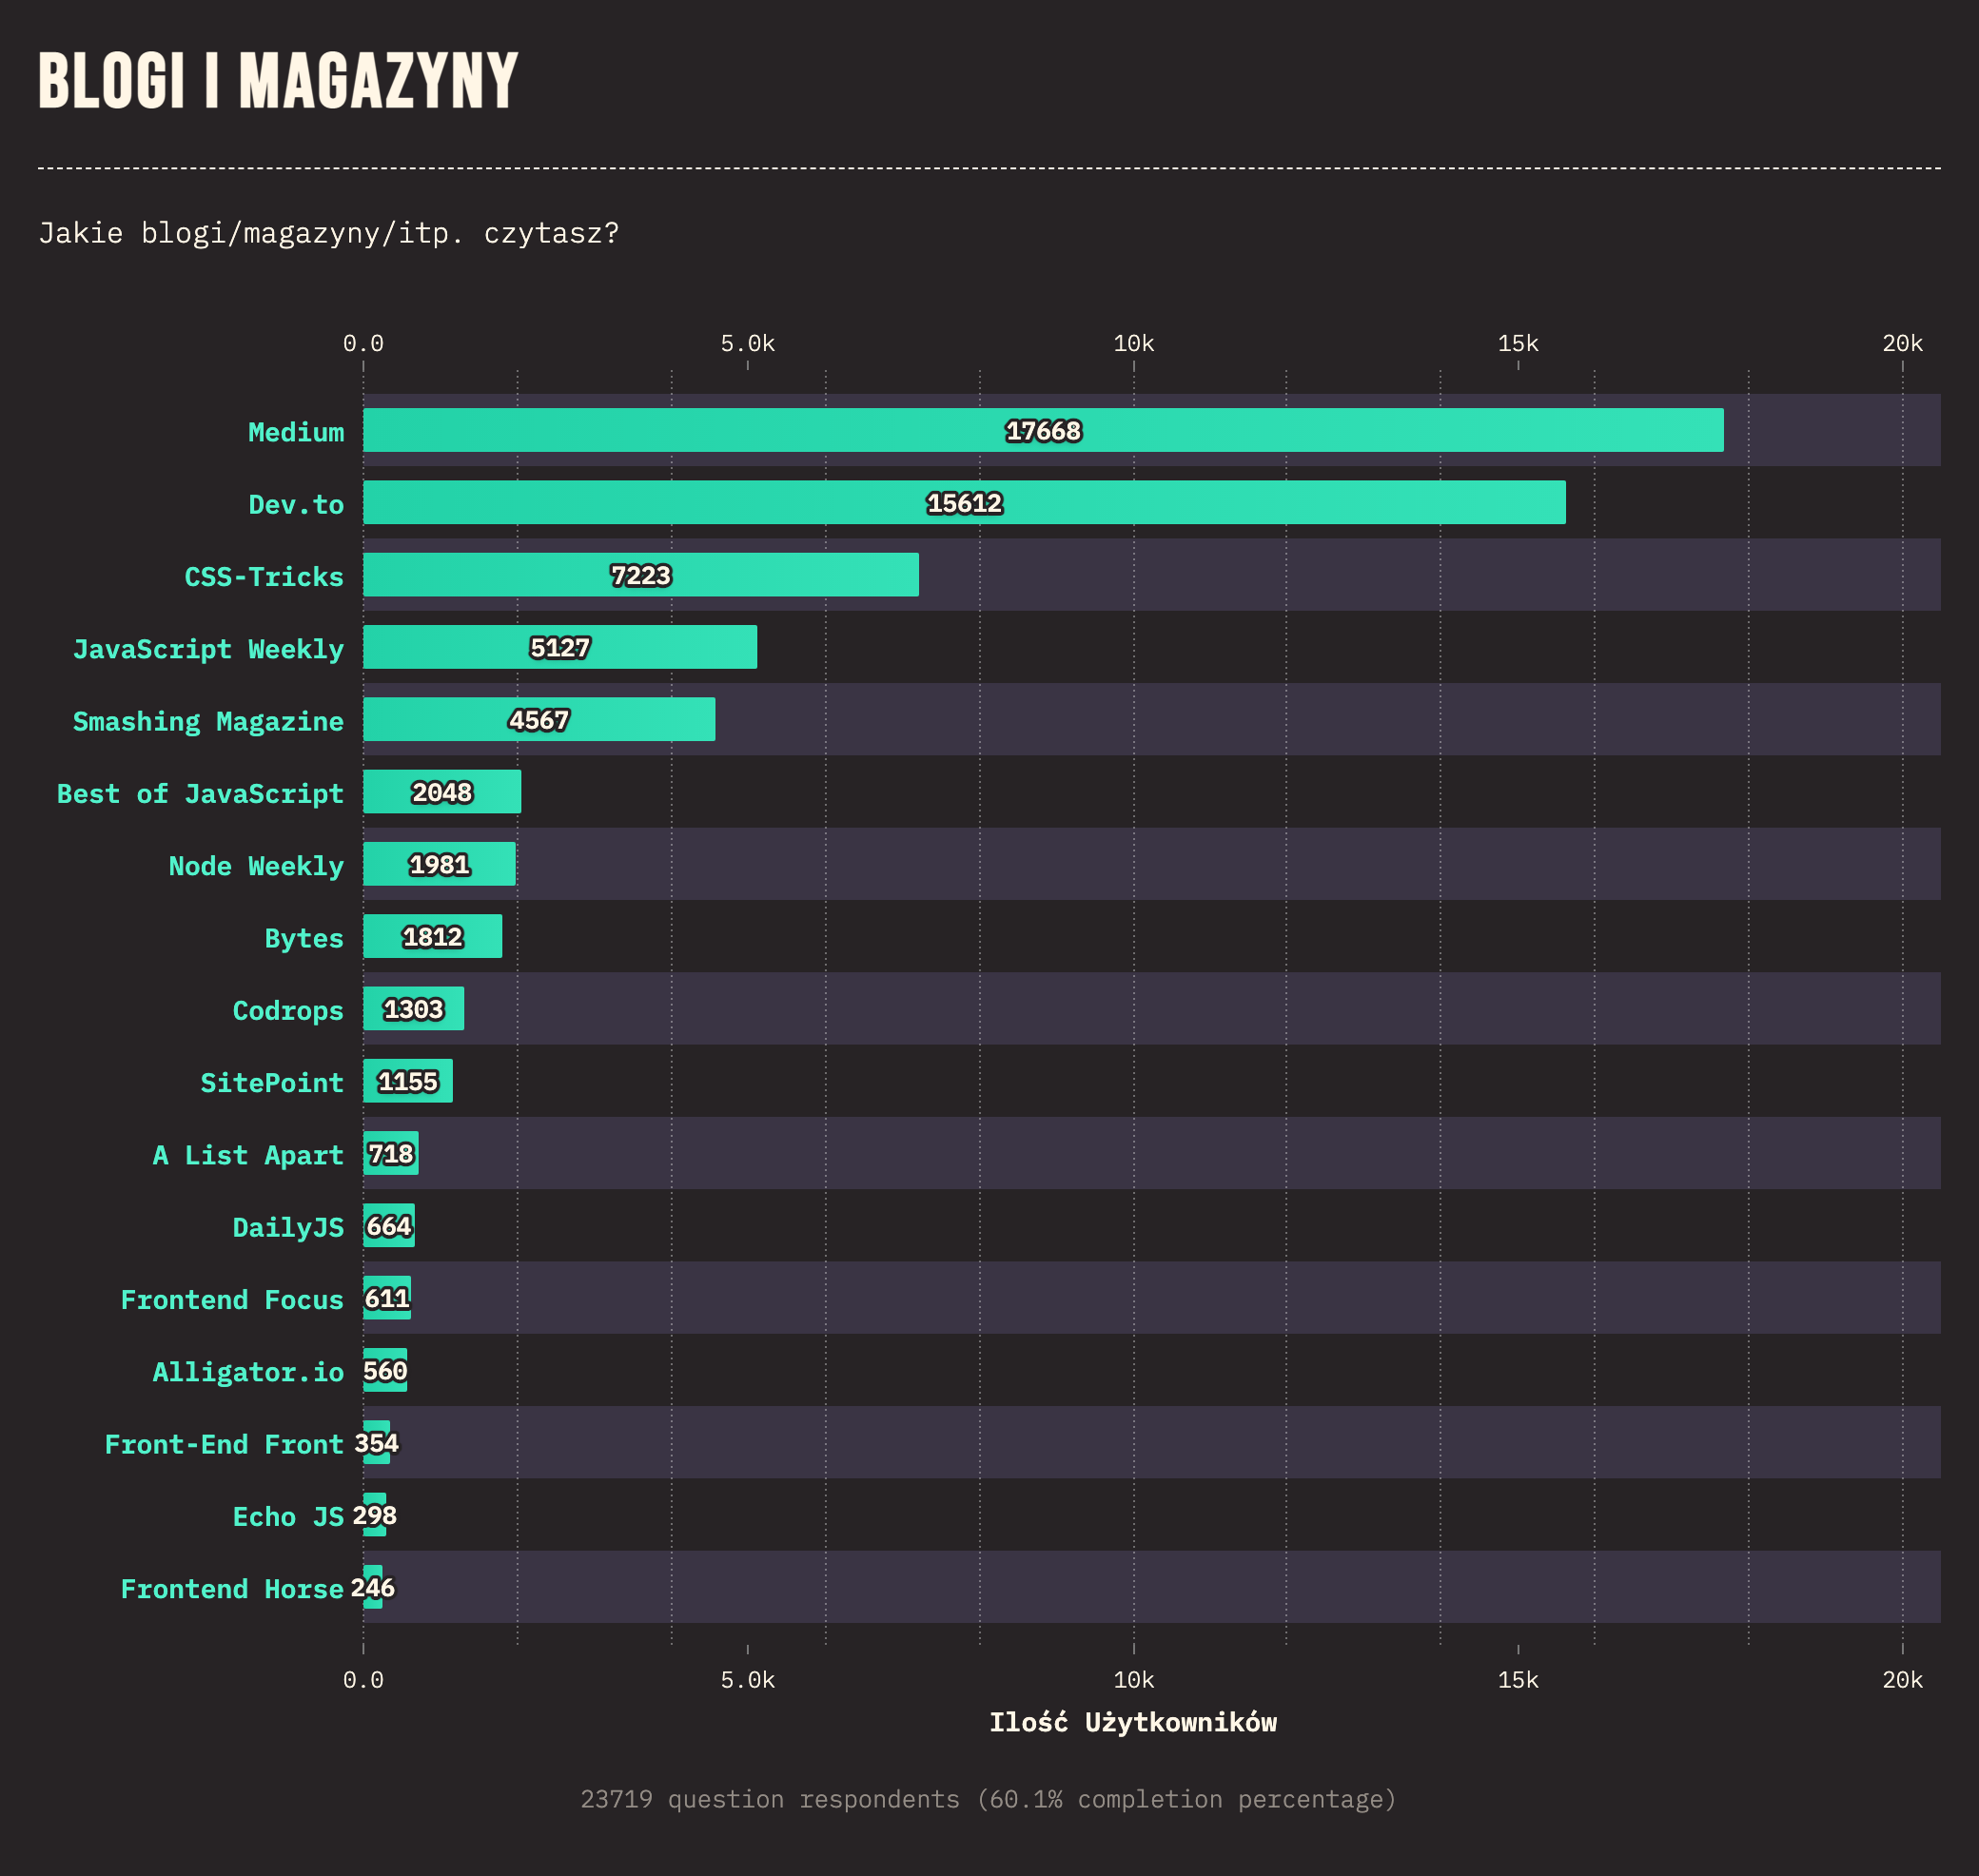 BLOGI I MAGAZYNY
Jakie blogi/magazyny/itp. czytasz?
0.0 5.0k 10k 15k 20k
Medium 17668
Dev.to 15612
CSS-Tricks 7223
JavaScript Weekly 5127
Smashing Magazine 4567
Best of JavaScript 2048
Node Weekly 1981
Bytes 1812
Codrops 1303
SitePoint 1155
A List Apart 718
DailyJS 664
Frontend Focus 611
Alligator.io 560
Front-End Front 354
Echo JS 298
Frontend Horse 246
0.0 5.0k 10k 15k 20k
Ilość Użytkowników
23719 question respondents (60.1% completion percentage)